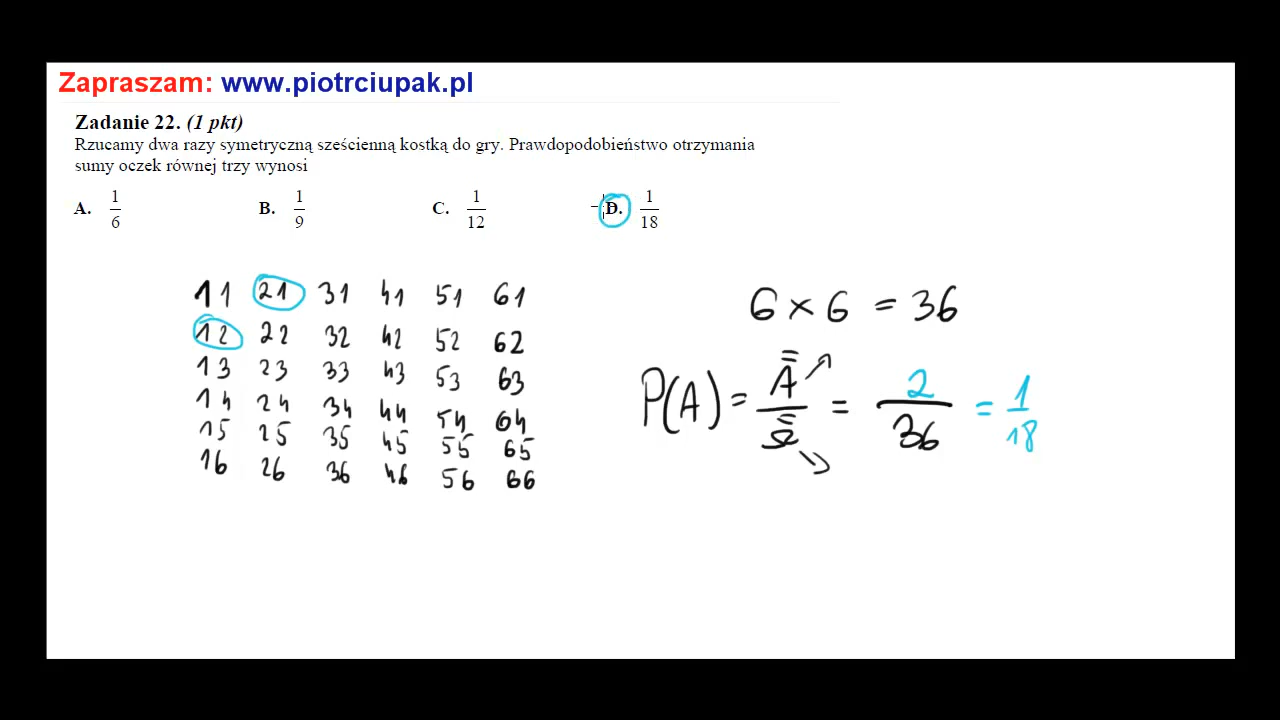 Zapraszam: www.piotrciupak.pl
Zadanie 22. (1 pkt)
Rzucamy dwa razy symetryczną sześcienną kostką do gry. Prawdopodobieństwo otrzymania
sumy oczek równej trzy wynosi
A. 1/6 B. 1/9 C. 1/12 D. 1/18
11 21 31 41 51 61
12 22 32 42 52 62
13 23 33 43 53 63
14 24 34 44 54 64
15 25 35 45 55 65
16 26 36 46 56 66
6 × 6 = 36
P(A) = A̿/Ω̿ = 2/36 = 1/18